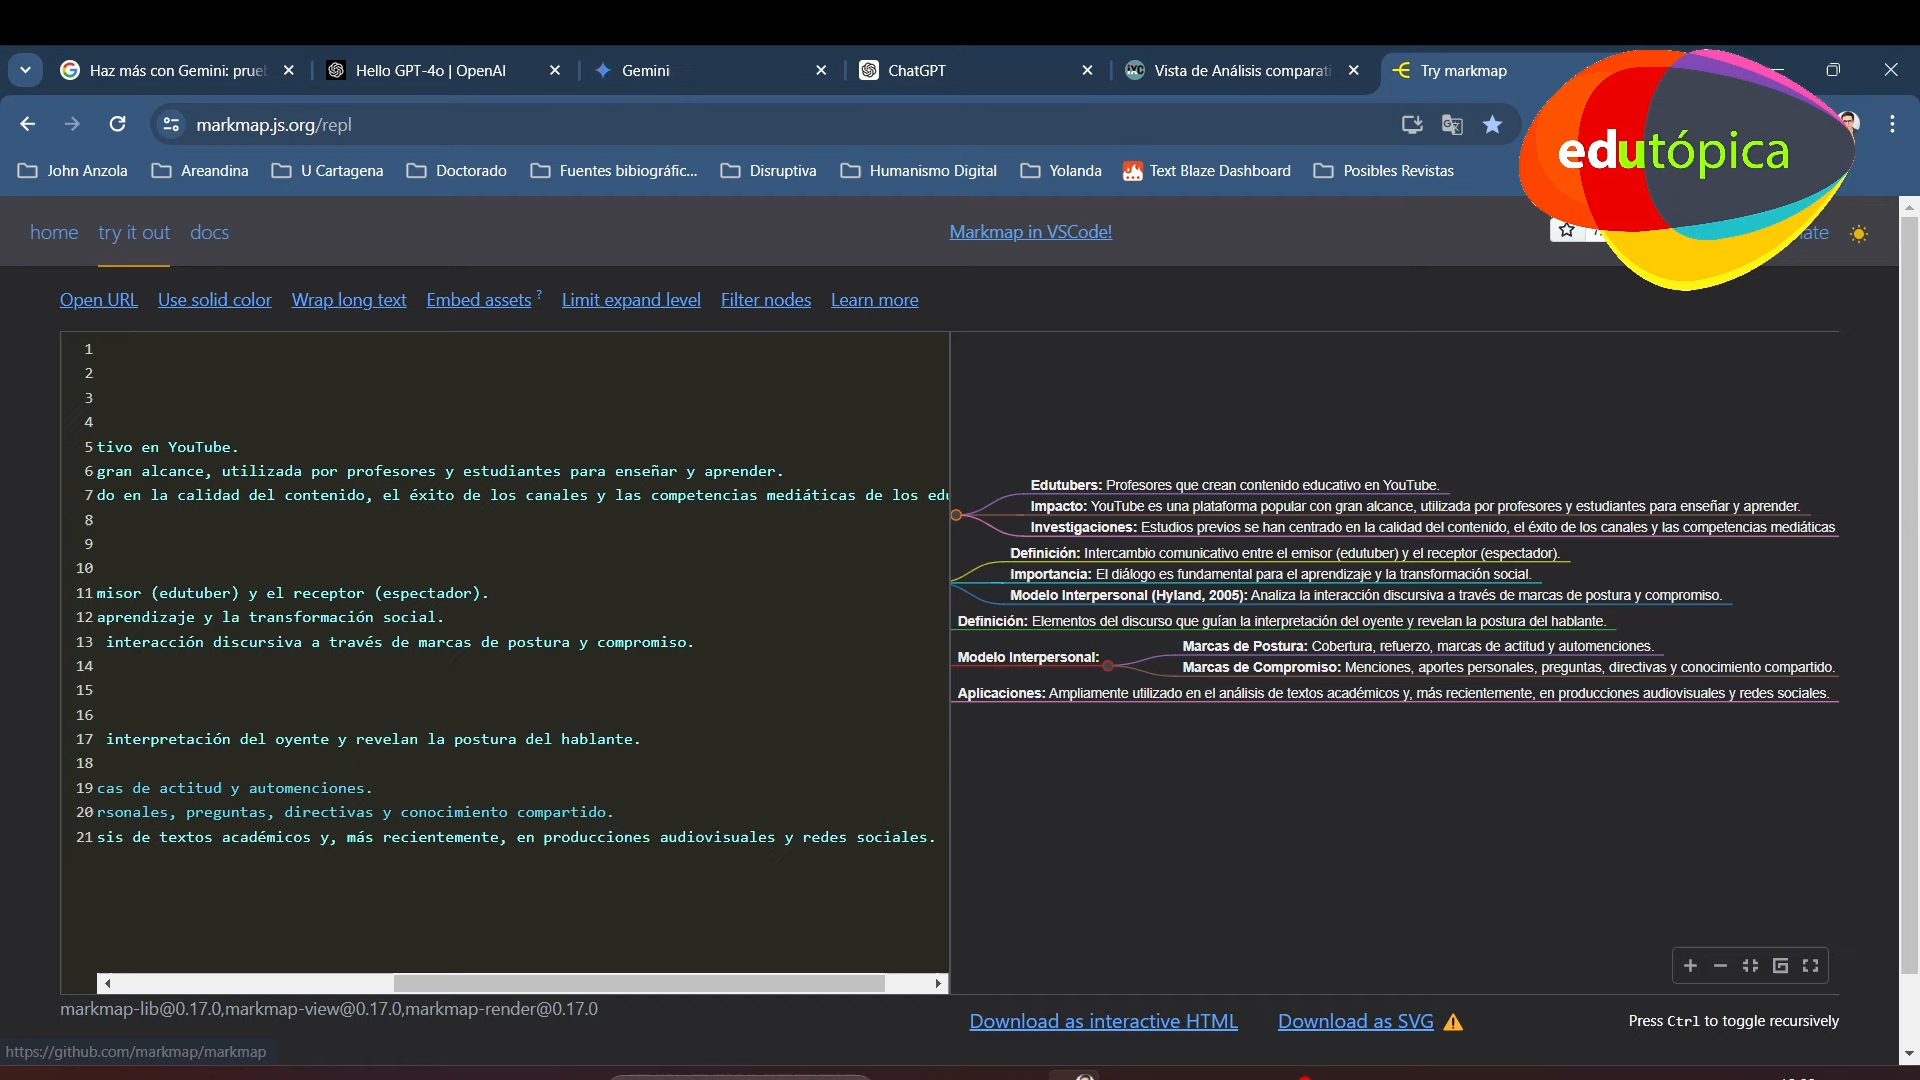 Haz más con Gemini: prue
Hello GPT-4o | OpenAI
Gemini
ChatGPT
Vista de Análisis comparati
Try markmap
markmap.js.org/repl
John Anzola
Areandina
U Cartagena
Doctorado
Fuentes bibiográfic...
Disruptiva
Humanismo Digital
Yolanda
Text Blaze Dashboard
Posibles Revistas
edutópica
home
try it out
docs
Markmap in VSCode!
Open URL
Use solid color
Wrap long text
Embed assets ?
Limit expand level
Filter nodes
Learn more
1
2
3
4
5 tivo en YouTube.
6 gran alcance, utilizada por profesores y estudiantes para enseñar y aprender.
7 do en la calidad del contenido, el éxito de los canales y las competencias mediáticas de los edu
8
9
10
11 misor (edutuber) y el receptor (espectador).
12 aprendizaje y la transformación social.
13 interacción discursiva a través de marcas de postura y compromiso.
14
15
16
17 interpretación del oyente y revelan la postura del hablante.
18
19 cas de actitud y automenciones.
20 rsonales, preguntas, directivas y conocimiento compartido.
21 sis de textos académicos y, más recientemente, en producciones audiovisuales y redes sociales.
Edutubers: Profesores que crean contenido educativo en YouTube.
Impacto: YouTube es una plataforma popular con gran alcance, utilizada por profesores y estudiantes para enseñar y aprender.
Investigaciones: Estudios previos se han centrado en la calidad del contenido, el éxito de los canales y las competencias mediáticas
Definición: Intercambio comunicativo entre el emisor (edutuber) y el receptor (espectador).
Importancia: El diálogo es fundamental para el aprendizaje y la transformación social.
Modelo Interpersonal (Hyland, 2005): Analiza la interacción discursiva a través de marcas de postura y compromiso.
Definición: Elementos del discurso que guían la interpretación del oyente y revelan la postura del hablante.
Modelo Interpersonal:
Marcas de Postura: Cobertura, refuerzo, marcas de actitud y automenciones.
Marcas de Compromiso: Menciones, aportes personales, preguntas, directivas y conocimiento compartido.
Aplicaciones: Ampliamente utilizado en el análisis de textos académicos y, más recientemente, en producciones audiovisuales y redes sociales.
markmap-lib@0.17.0,markmap-view@0.17.0,markmap-render@0.17.0
Download as interactive HTML
Download as SVG
Press Ctrl to toggle recursively
https://github.com/markmap/markmap